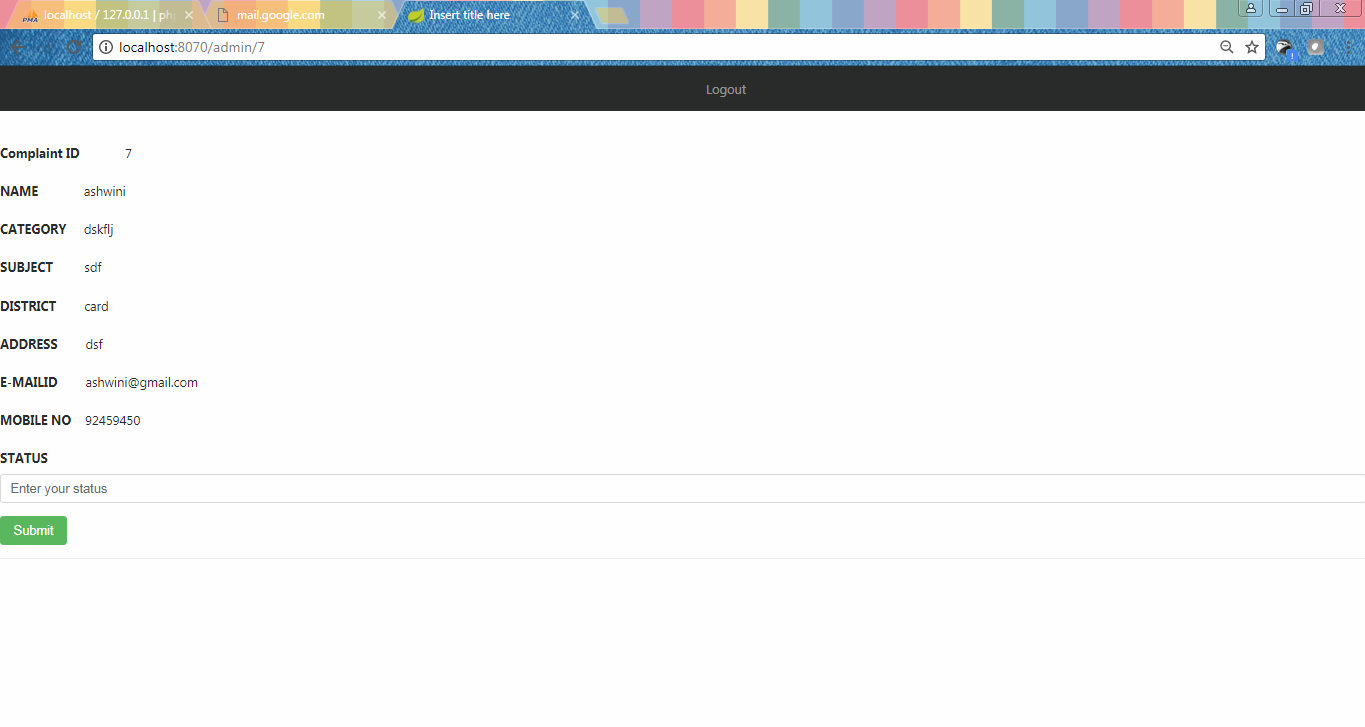 PMA localhost / 127.0.0.1 | ph
mail.google.com
Insert title here
localhost:8070/admin/7
Logout
Complaint ID 7
NAME ashwini
CATEGORY dskflj
SUBJECT sdf
DISTRICT card
ADDRESS dsf
E-MAILID ashwini@gmail.com
MOBILE NO 92459450
STATUS
Enter your status
Submit